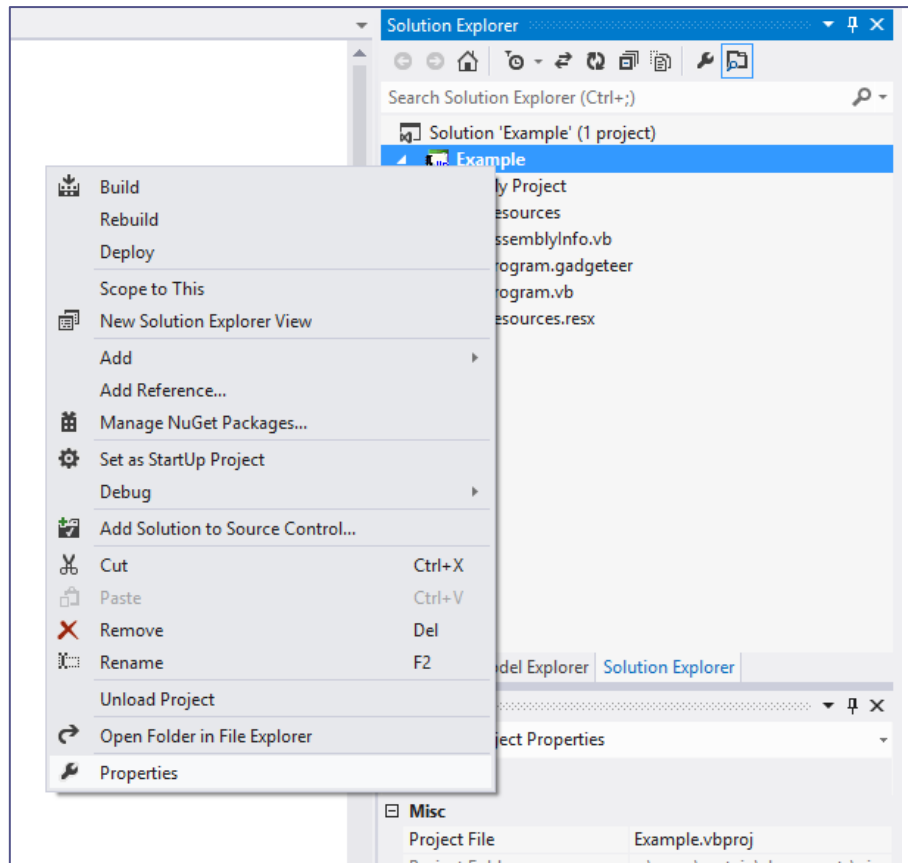 Solution Explorer
Search Solution Explorer (Ctrl+;)
Solution 'Example' (1 project)
Example
Build
Rebuild
Deploy
Scope to This
New Solution Explorer View
Add
Add Reference...
Manage NuGet Packages...
Set as StartUp Project
Debug
Add Solution to Source Control...
Cut Ctrl+X
Paste Ctrl+V
Remove Del
Rename F2
Unload Project
Open Folder in File Explorer
Properties
y Project
esources
ssemblyInfo.vb
rogram.gadgeteer
rogram.vb
esources.resx
del Explorer Solution Explorer
ject Properties
Misc
Project File Example.vbproj